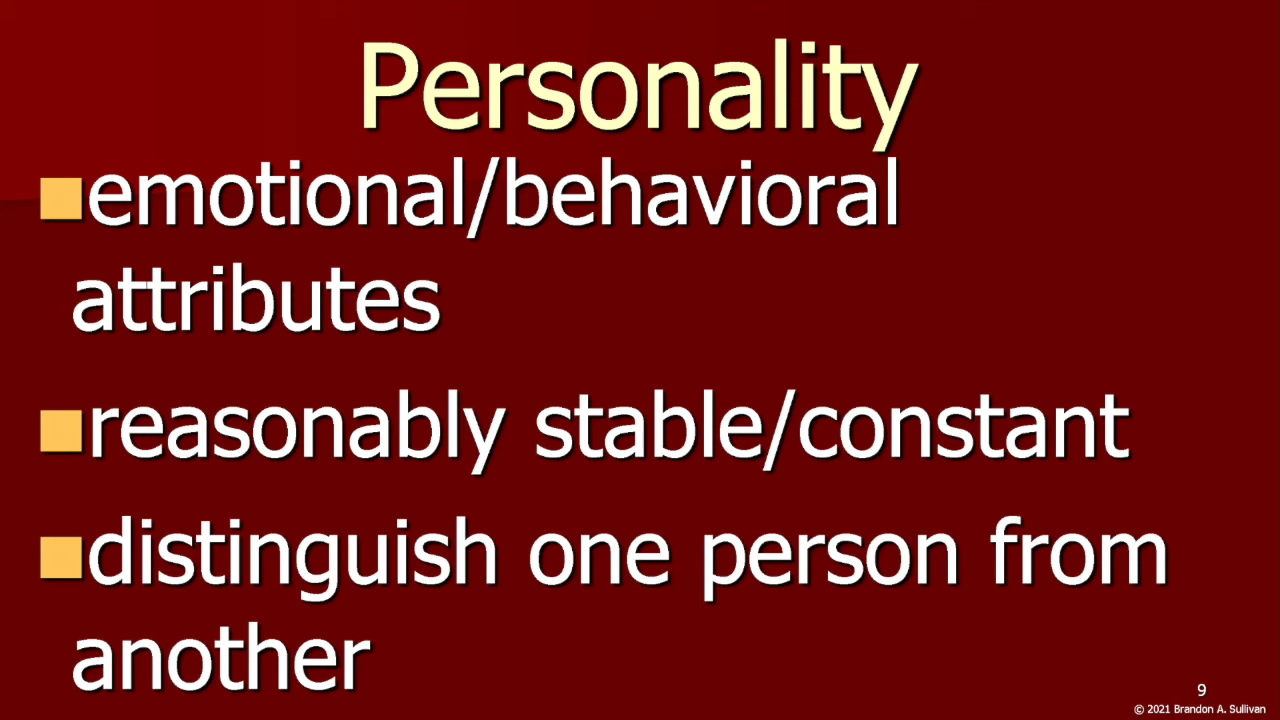 Personality
emotional/behavioral
attributes
reasonably stable/constant
distinguish one person from
another
9
© 2021 Brandon A. Sullivan